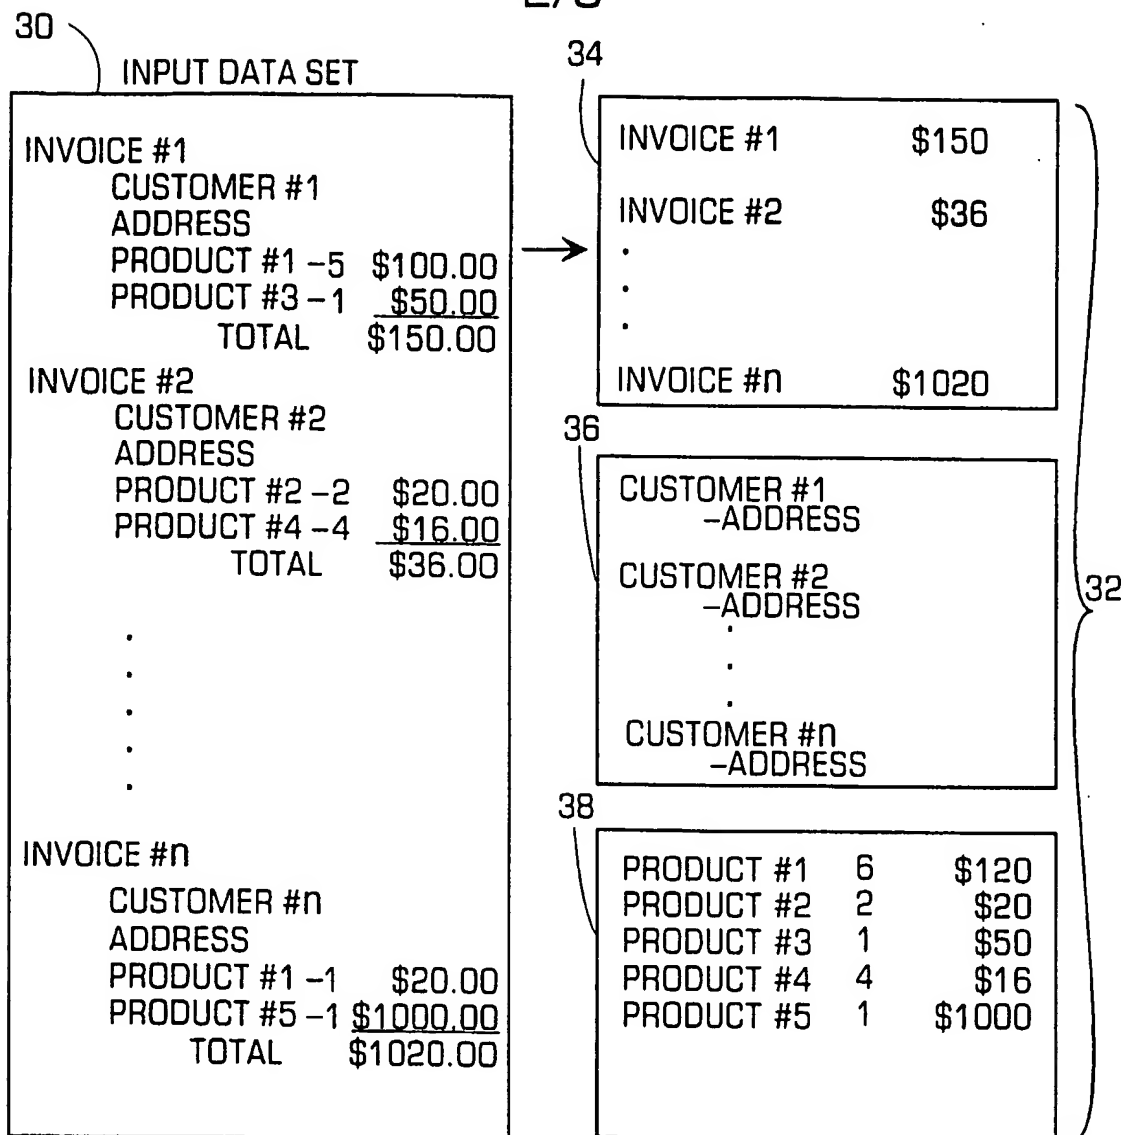 30
INPUT DATA SET
INVOICE #1
CUSTOMER #1
ADDRESS
PRODUCT #1 –5 $100.00
PRODUCT #3 –1 $50.00
TOTAL $150.00
INVOICE #2
CUSTOMER #2
ADDRESS
PRODUCT #2 –2 $20.00
PRODUCT #4 –4 $16.00
TOTAL $36.00
INVOICE #n
CUSTOMER #n
ADDRESS
PRODUCT #1 –1 $20.00
PRODUCT #5 –1 $1000.00
TOTAL $1020.00
34
INVOICE #1 $150
INVOICE #2 $36
INVOICE #n $1020
36
CUSTOMER #1
–ADDRESS
CUSTOMER #2
–ADDRESS
CUSTOMER #n
–ADDRESS
32
38
PRODUCT #1 6 $120
PRODUCT #2 2 $20
PRODUCT #3 1 $50
PRODUCT #4 4 $16
PRODUCT #5 1 $1000